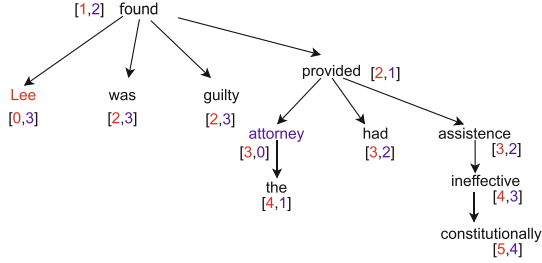 [1,2] found
provided [2,1]
Lee was guilty
[0,3] [2,3] [2,3]
attorney had assistence
[3,0] [3,2] [3,2]
the ineffective
[4,1] [4,3]
constitutionally
[5,4]